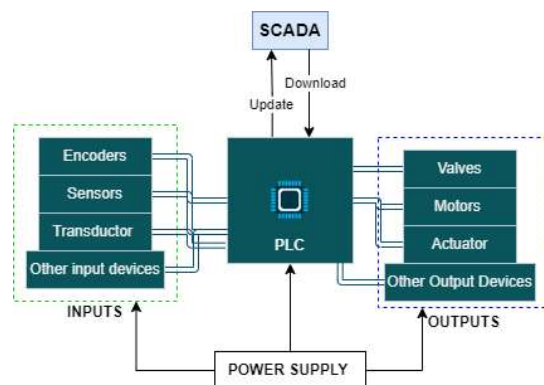 SCADA
Update
Download
Encoders
Sensors
Transductor
Other input devices
INPUTS
PLC
Valves
Motors
Actuator
Other Output Devices
OUTPUTS
POWER SUPPLY